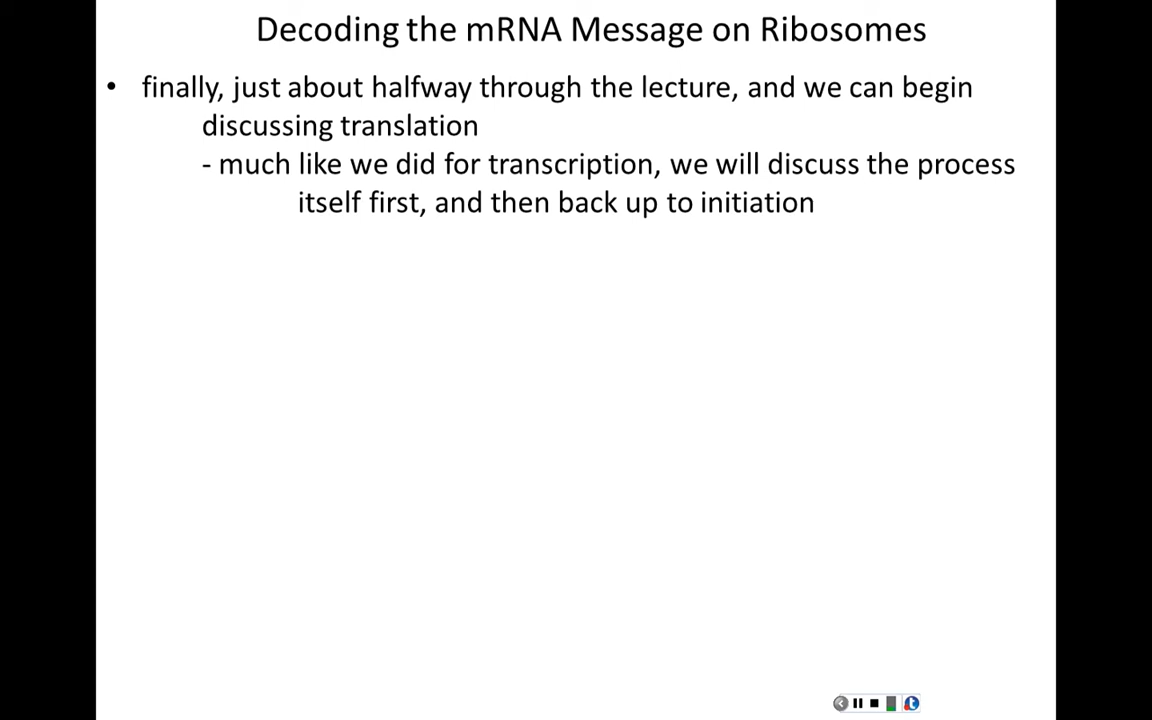 Decoding the mRNA Message on Ribosomes
• finally, just about halfway through the lecture, and we can begin
discussing translation
- much like we did for transcription, we will discuss the process
itself first, and then back up to initiation